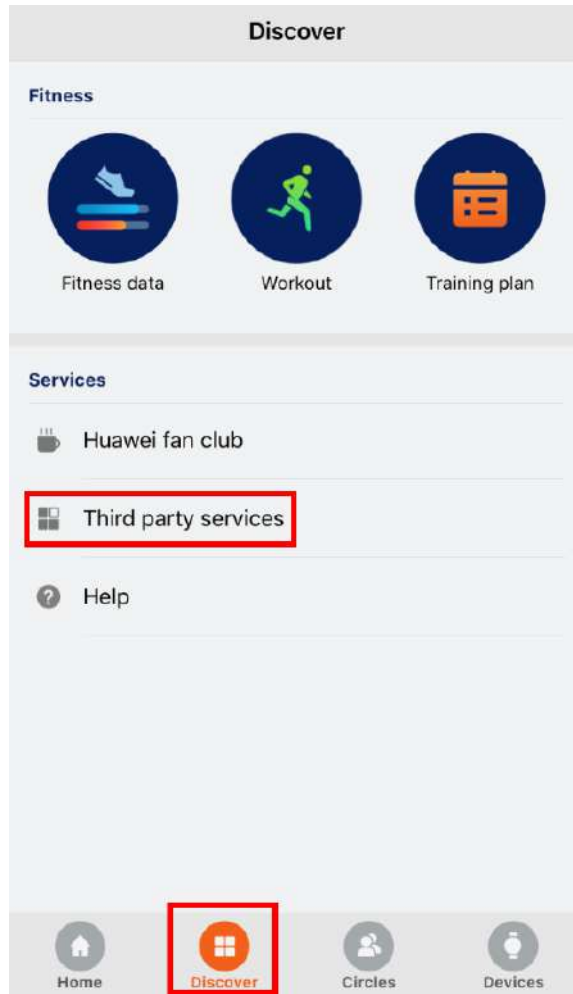 Discover
Fitness
Fitness data Workout Training plan
Services
Huawei fan club
Third party services
? Help
Home Discover Circles Devices